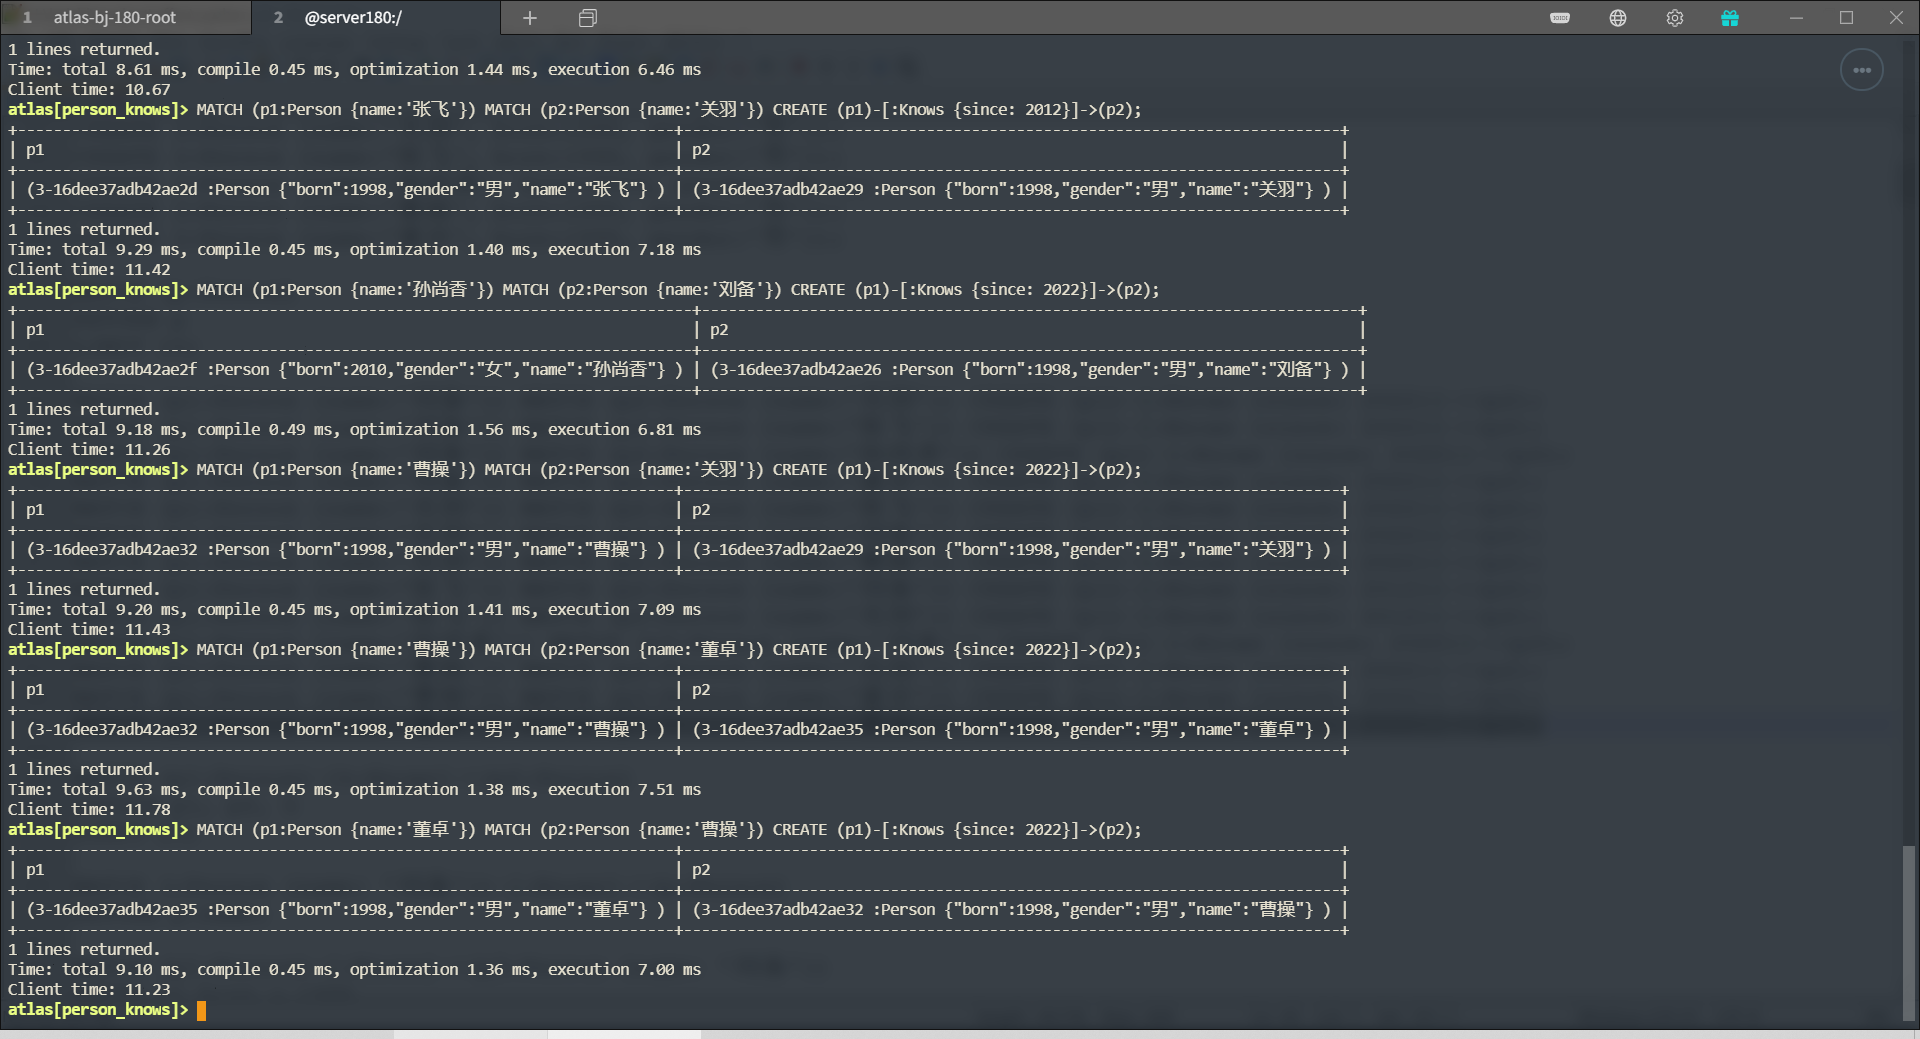 1 atlas-bj-180-root 2 @server180:/
1 lines returned.
Time: total 8.61 ms, compile 0.45 ms, optimization 1.44 ms, execution 6.46 ms
Client time: 10.67
atlas[person_knows]> MATCH (p1:Person {name:'张飞'}) MATCH (p2:Person {name:'关羽'}) CREATE (p1)-[:Knows {since: 2012}]->(p2);
| p1 | p2 |
| (3-16dee37adb42ae2d :Person {"born":1998,"gender":"男","name":"张飞"} ) | (3-16dee37adb42ae29 :Person {"born":1998,"gender":"男","name":"关羽"} ) |
1 lines returned.
Time: total 9.29 ms, compile 0.45 ms, optimization 1.40 ms, execution 7.18 ms
Client time: 11.42
atlas[person_knows]> MATCH (p1:Person {name:'孙尚香'}) MATCH (p2:Person {name:'刘备'}) CREATE (p1)-[:Knows {since: 2022}]->(p2);
| p1 | p2 |
| (3-16dee37adb42ae2f :Person {"born":2010,"gender":"女","name":"孙尚香"} ) | (3-16dee37adb42ae26 :Person {"born":1998,"gender":"男","name":"刘备"} ) |
1 lines returned.
Time: total 9.18 ms, compile 0.49 ms, optimization 1.56 ms, execution 6.81 ms
Client time: 11.26
atlas[person_knows]> MATCH (p1:Person {name:'曹操'}) MATCH (p2:Person {name:'关羽'}) CREATE (p1)-[:Knows {since: 2022}]->(p2);
| p1 | p2 |
| (3-16dee37adb42ae32 :Person {"born":1998,"gender":"男","name":"曹操"} ) | (3-16dee37adb42ae29 :Person {"born":1998,"gender":"男","name":"关羽"} ) |
1 lines returned.
Time: total 9.20 ms, compile 0.45 ms, optimization 1.41 ms, execution 7.09 ms
Client time: 11.43
atlas[person_knows]> MATCH (p1:Person {name:'曹操'}) MATCH (p2:Person {name:'董卓'}) CREATE (p1)-[:Knows {since: 2022}]->(p2);
| p1 | p2 |
| (3-16dee37adb42ae32 :Person {"born":1998,"gender":"男","name":"曹操"} ) | (3-16dee37adb42ae35 :Person {"born":1998,"gender":"男","name":"董卓"} ) |
1 lines returned.
Time: total 9.63 ms, compile 0.45 ms, optimization 1.38 ms, execution 7.51 ms
Client time: 11.78
atlas[person_knows]> MATCH (p1:Person {name:'董卓'}) MATCH (p2:Person {name:'曹操'}) CREATE (p1)-[:Knows {since: 2022}]->(p2);
| p1 | p2 |
| (3-16dee37adb42ae35 :Person {"born":1998,"gender":"男","name":"董卓"} ) | (3-16dee37adb42ae32 :Person {"born":1998,"gender":"男","name":"曹操"} ) |
1 lines returned.
Time: total 9.10 ms, compile 0.45 ms, optimization 1.36 ms, execution 7.00 ms
Client time: 11.23
atlas[person_knows]>